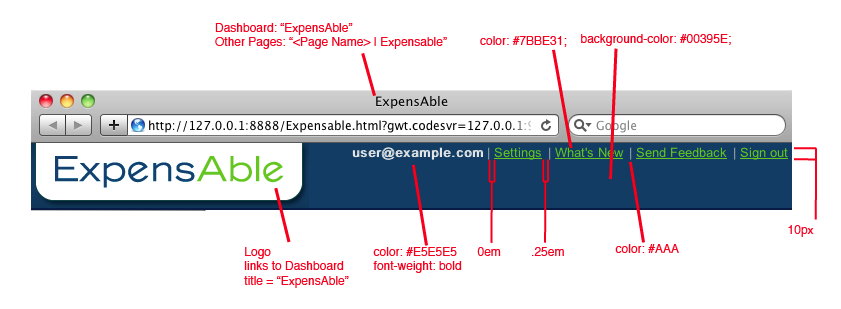 Dashboard: “ExpensAble”
Other Pages: “<Page Name> | Expensable”
color: #7BBE31;
background-color: #00395E;
ExpensAble
http://127.0.0.1:8888/Expensable.html?gwt.codesvr=127.0.0.1:9
Google
ExpensAble
user@example.com | Settings | What's New | Send Feedback | Sign out
10px
Logo
links to Dashboard
title = “ExpensAble”
color: #E5E5E5
font-weight: bold
0em
.25em
color: #AAA